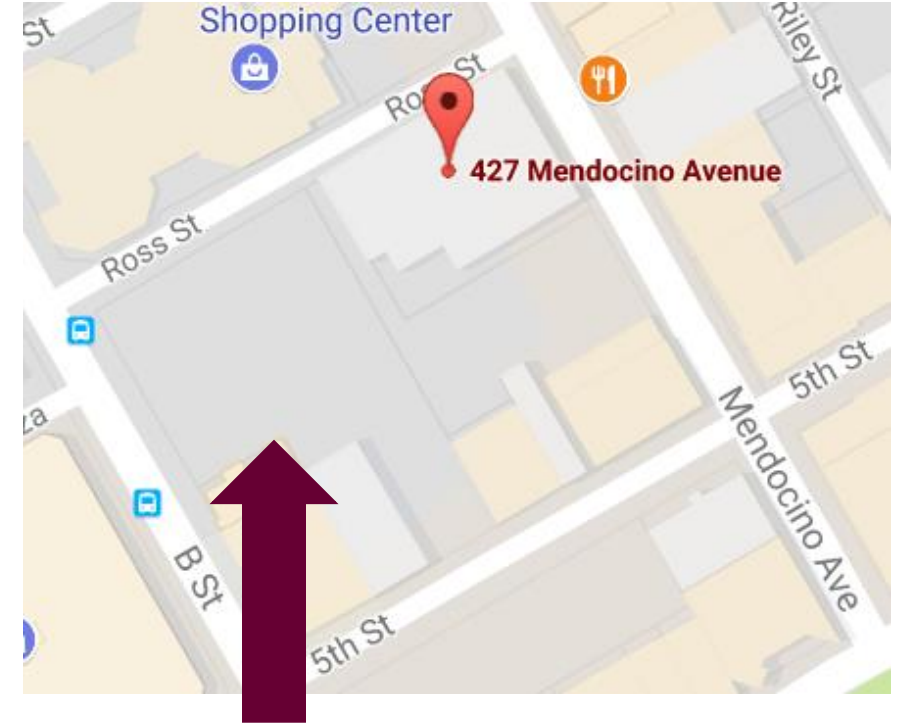 St
Shopping Center
Riley St
Ross St
427 Mendocino Avenue
Ross St
5th St
za
Mendocino Ave
B St
5th St